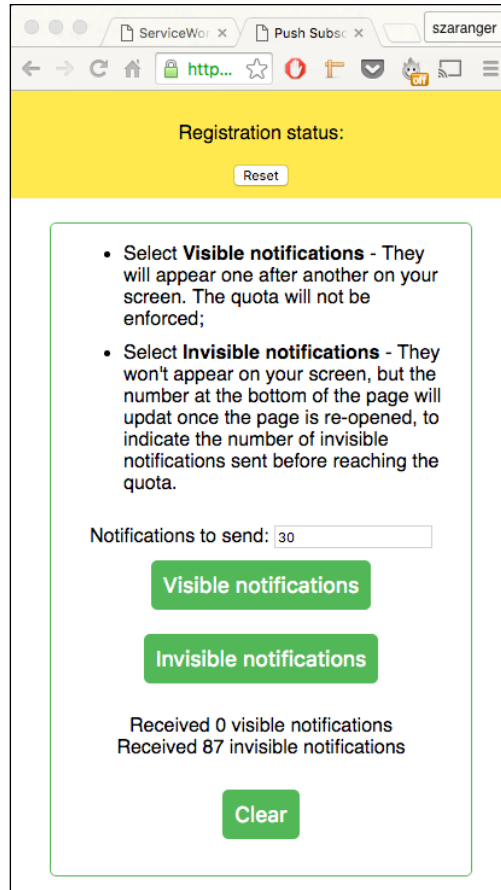 ServiceWor
Push Subsc
szaranger
http...
off
Registration status:
Reset
• Select Visible notifications - They
will appear one after another on your
screen. The quota will not be
enforced;
• Select Invisible notifications - They
won't appear on your screen, but the
number at the bottom of the page will
updat once the page is re-opened, to
indicate the number of invisible
notifications sent before reaching the
quota.
Notifications to send: 30
Visible notifications
Invisible notifications
Received 0 visible notifications
Received 87 invisible notifications
Clear